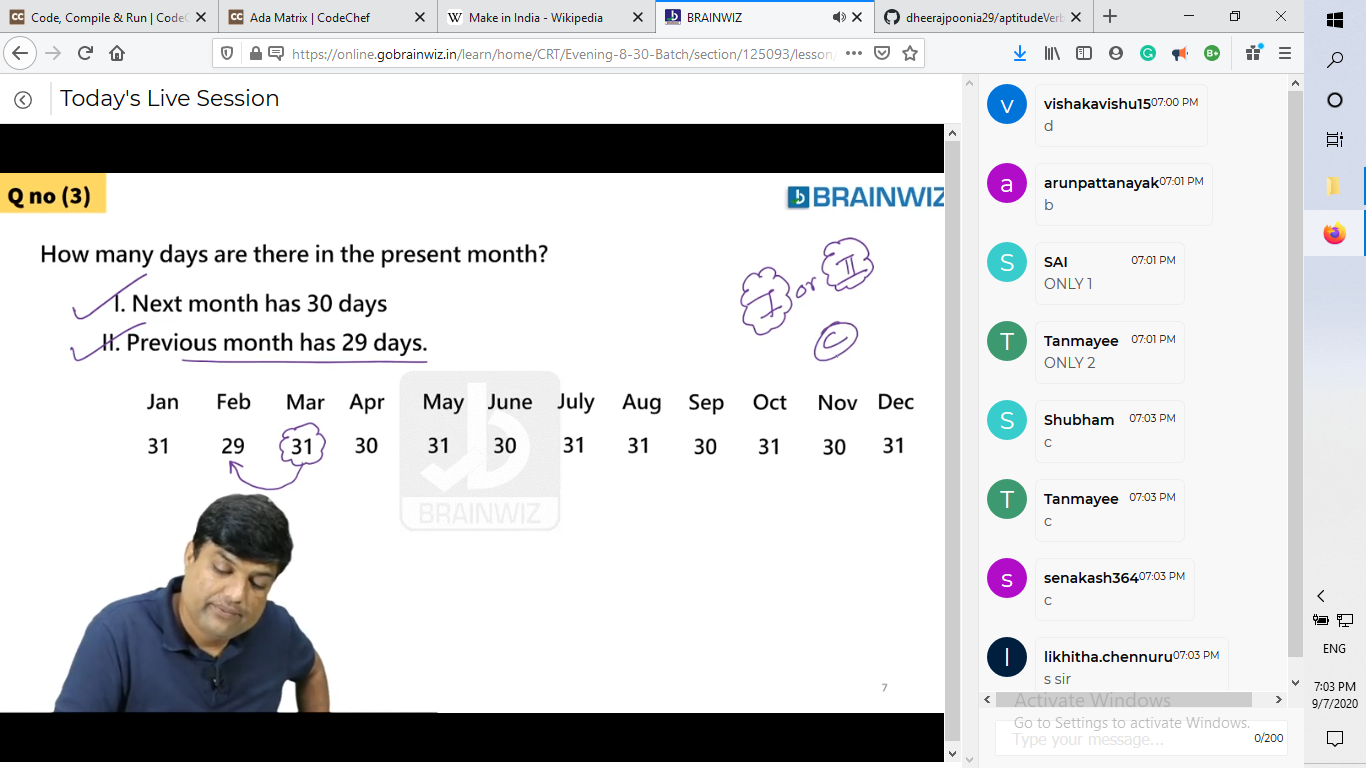 Code, Compile & Run | CodeC
Ada Matrix | CodeChef
Make in India - Wikipedia
BRAINWIZ
dheerajpoonia29/aptitudeVerb
https://online.gobrainwiz.in/learn/home/CRT/Evening-8-30-Batch/section/125093/lesson/
Today's Live Session
Q no (3)
BRAINWIZ
How many days are there in the present month?
I. Next month has 30 days
II. Previous month has 29 days.
I or II
C
Jan Feb Mar Apr May June July Aug Sep Oct Nov Dec
31 29 31 30 31 30 31 31 30 31 30 31
BRAINWIZ
7
v
vishakavishu15 07:00 PM
d
a
arunpattanayak 07:01 PM
b
S
SAI 07:01 PM
ONLY 1
T
Tanmayee 07:01 PM
ONLY 2
S
Shubham 07:03 PM
c
T
Tanmayee 07:03 PM
c
s
senakash364 07:03 PM
c
l
likhitha.chennuru 07:03 PM
s sir
Activate Windows
Go to Settings to activate Windows.
Type your message...
0/200
ENG
7:03 PM
9/7/2020